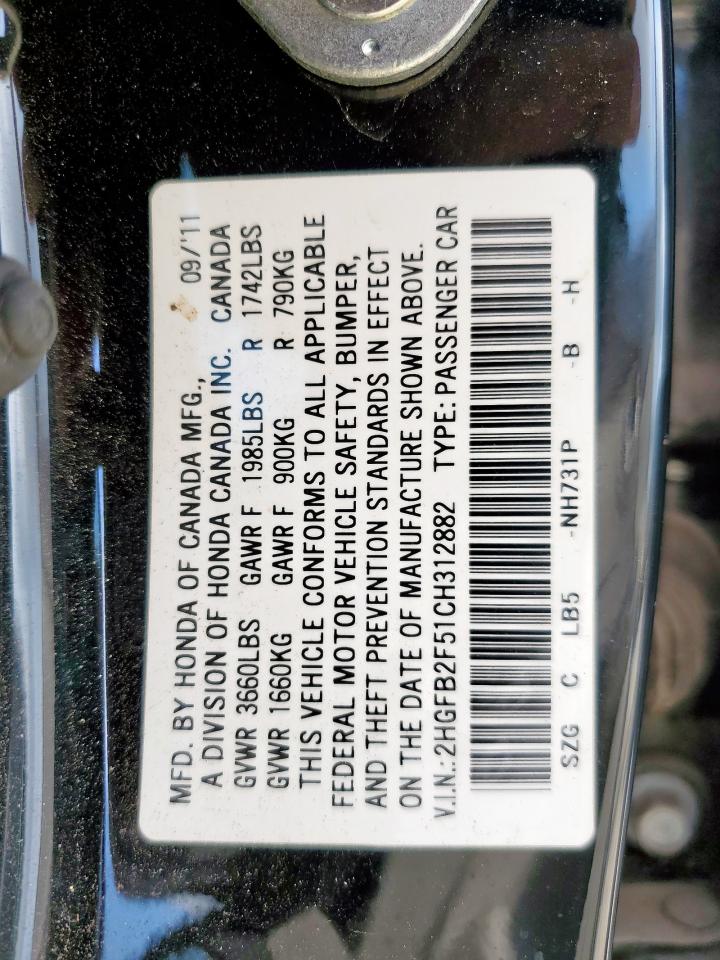 MFD. BY HONDA OF CANADA MFG., 09/'11
A DIVISION OF HONDA CANADA INC. CANADA
GVWR 3660LBS GAWR F 1985LBS R 1742LBS
GVWR 1660KG GAWR F 900KG R 790KG
THIS VEHICLE CONFORMS TO ALL APPLICABLE
FEDERAL MOTOR VEHICLE SAFETY, BUMPER,
AND THEFT PREVENTION STANDARDS IN EFFECT
ON THE DATE OF MANUFACTURE SHOWN ABOVE.
V.I.N.: 2HGFB2F51CH312882 TYPE: PASSENGER CAR
SZG C LB5 -NH731P -B -H